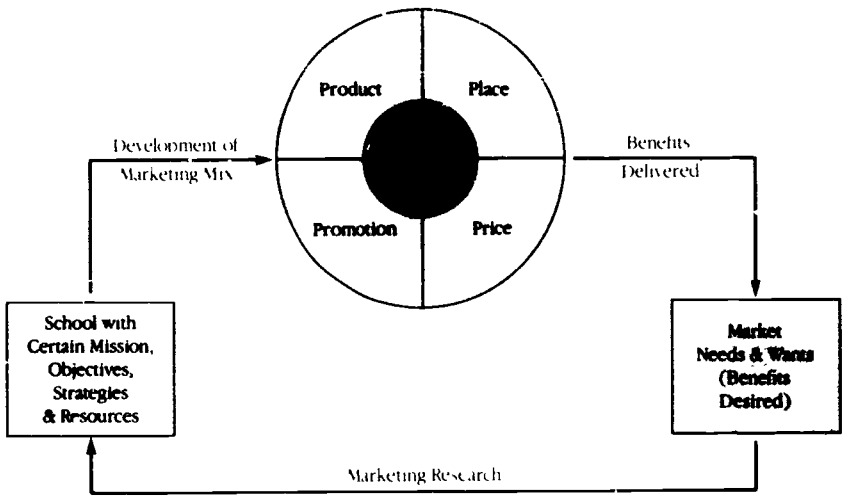 Product
Place
Promotion
Price
Development of
Marketing Mix
Benefits
Delivered
School with
Certain Mission,
Objectives,
Strategies
& Resources
Market
Needs & Wants
(Benefits
Desired)
Marketing Research